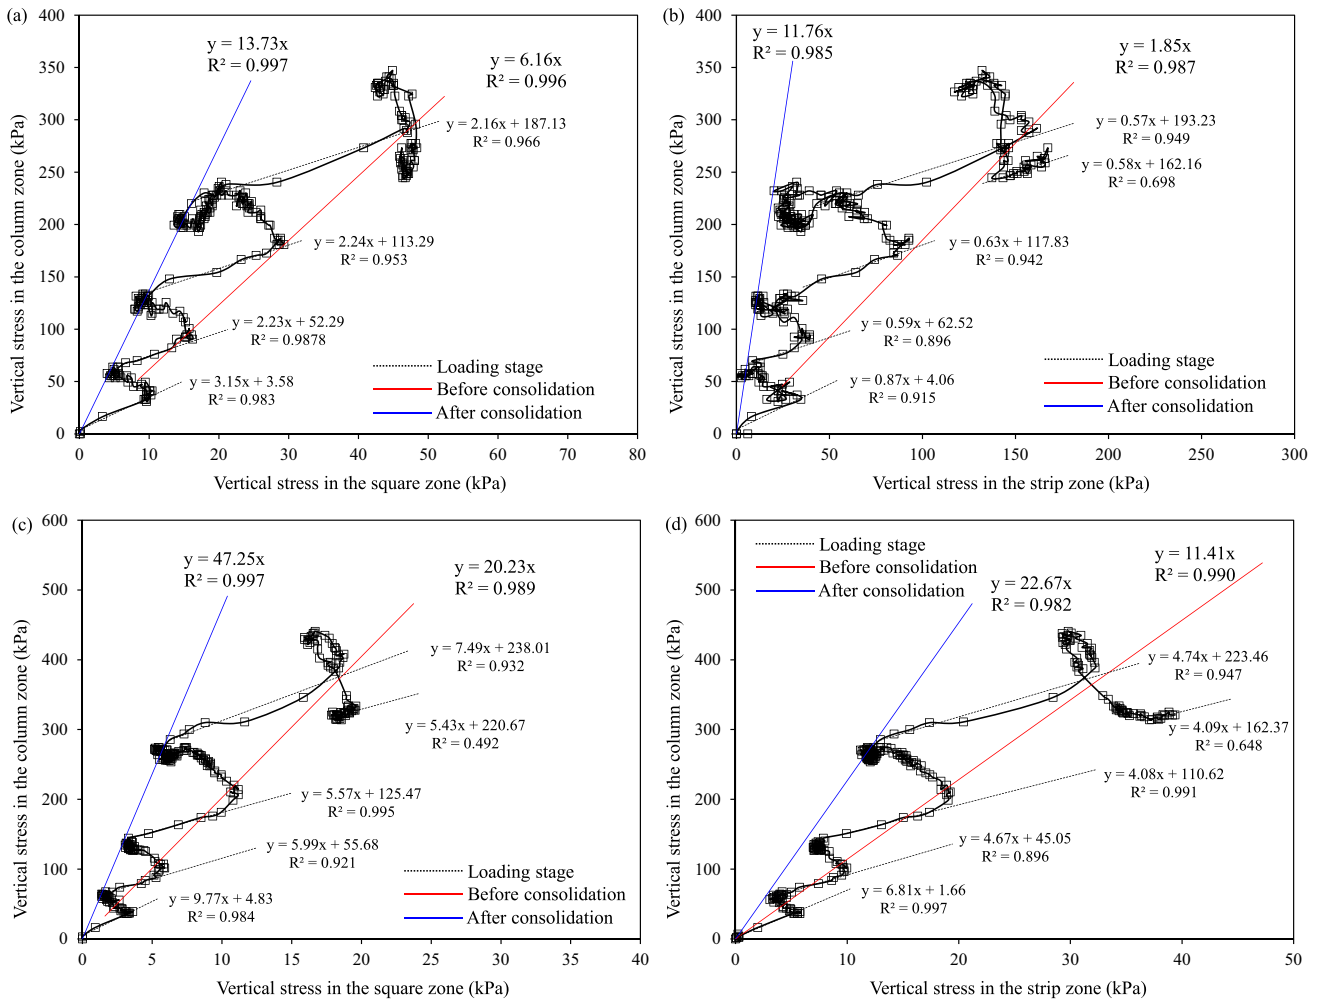 (a)
400
350
300
250
200
150
100
50
0
0 10 20 30 40 50 60 70 80
Vertical stress in the column zone (kPa)
Vertical stress in the square zone (kPa)
y = 13.73x
R² = 0.997
y = 6.16x
R² = 0.996
y = 2.16x + 187.13
R² = 0.966
y = 2.24x + 113.29
R² = 0.953
y = 2.23x + 52.29
R² = 0.9878
y = 3.15x + 3.58
R² = 0.983
Loading stage
Before consolidation
After consolidation
(b)
400
350
300
250
200
150
100
50
0
0 50 100 150 200 250 300
Vertical stress in the column zone (kPa)
Vertical stress in the strip zone (kPa)
y = 11.76x
R² = 0.985
y = 1.85x
R² = 0.987
y = 0.57x + 193.23
R² = 0.949
y = 0.58x + 162.16
R² = 0.698
y = 0.63x + 117.83
R² = 0.942
y = 0.59x + 62.52
R² = 0.896
y = 0.87x + 4.06
R² = 0.915
Loading stage
Before consolidation
After consolidation
(c)
600
500
400
300
200
100
0
0 5 10 15 20 25 30 35 40
Vertical stress in the column zone (kPa)
Vertical stress in the square zone (kPa)
y = 47.25x
R² = 0.997
y = 20.23x
R² = 0.989
y = 7.49x + 238.01
R² = 0.932
y = 5.43x + 220.67
R² = 0.492
y = 5.57x + 125.47
R² = 0.995
y = 5.99x + 55.68
R² = 0.921
y = 9.77x + 4.83
R² = 0.984
Loading stage
Before consolidation
After consolidation
(d)
600
500
400
300
200
100
0
0 10 20 30 40 50
Vertical stress in the column zone (kPa)
Vertical stress in the strip zone (kPa)
Loading stage
Before consolidation
After consolidation
y = 22.67x
R² = 0.982
y = 11.41x
R² = 0.990
y = 4.74x + 223.46
R² = 0.947
y = 4.09x + 162.37
R² = 0.648
y = 4.08x + 110.62
R² = 0.991
y = 4.67x + 45.05
R² = 0.896
y = 6.81x + 1.66
R² = 0.997